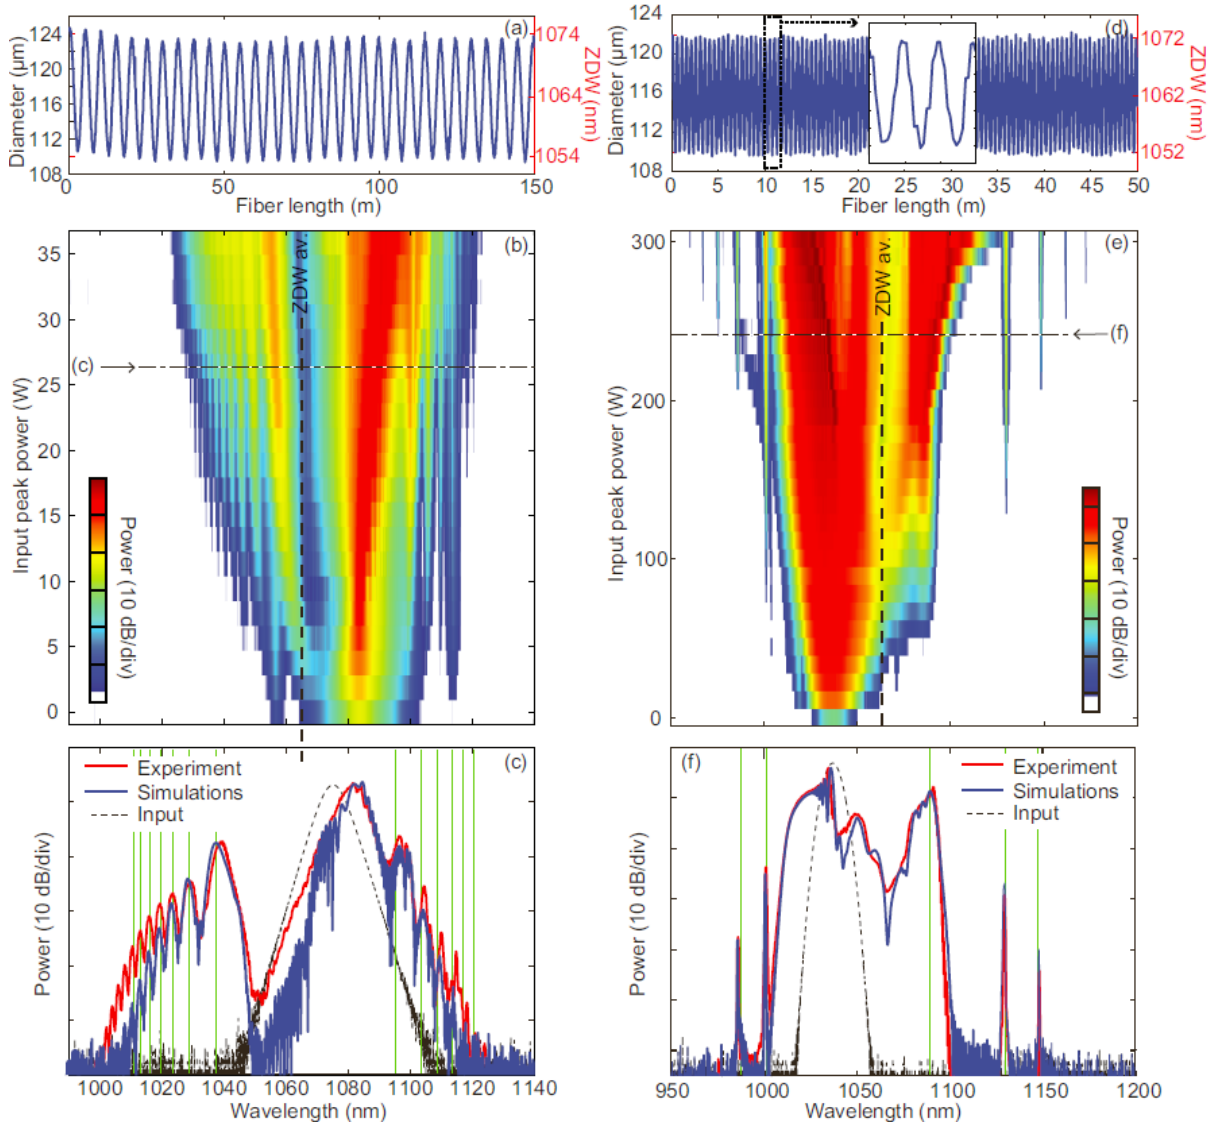 (a)
Diameter (μm)
124
120
116
112
108
1074
1064
1054
ZDW (nm)
0 50 100 150
Fiber length (m)
(d)
Diameter (μm)
124
120
116
112
108
1072
1062
1052
ZDW (nm)
0 5 10 15 20 25 30 35 40 45 50
Fiber length (m)
(b)
ZDW av.
Input peak power (W)
35
30
25
20
15
10
5
0
(c)
Power (10 dB/div)
(e)
ZDW av.
Input peak power (W)
300
200
100
0
(f)
Power (10 dB/div)
(c)
Experiment
Simulations
Input
Power (10 dB/div)
1000 1020 1040 1060 1080 1100 1120 1140
Wavelength (nm)
(f)
Experiment
Simulations
Input
Power (10 dB/div)
950 1000 1050 1100 1150 1200
Wavelength (nm)